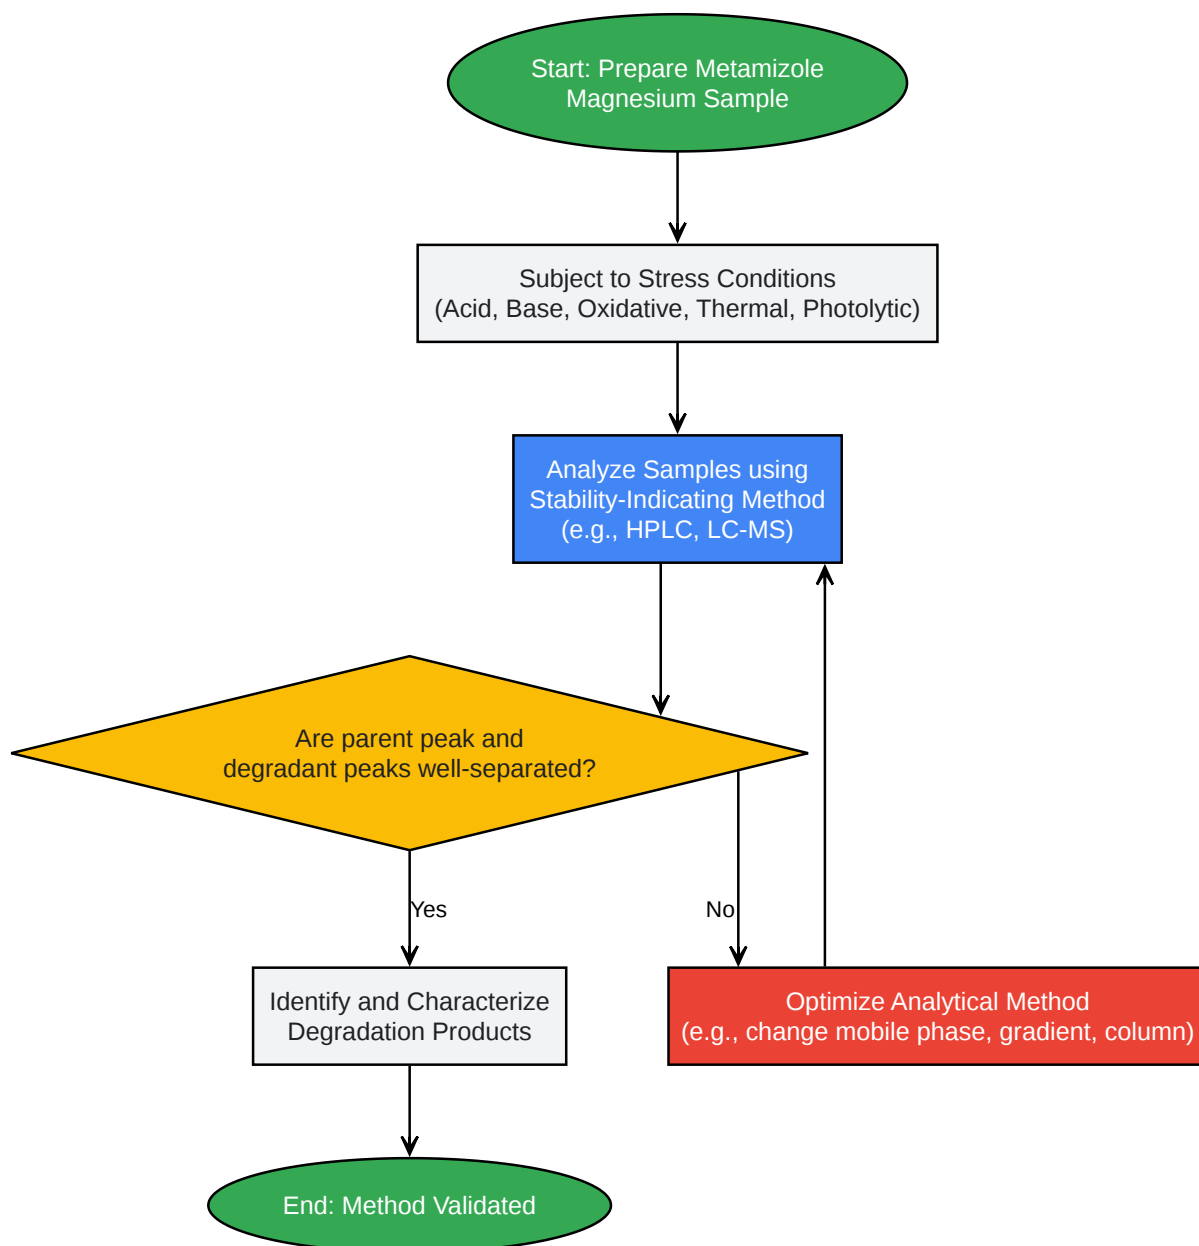 Start: Prepare Metamizole
Magnesium Sample
Subject to Stress Conditions
(Acid, Base, Oxidative, Thermal, Photolytic)
Analyze Samples using
Stability-Indicating Method
(e.g., HPLC, LC-MS)
Are parent peak and
degradant peaks well-separated?
Yes
No
Identify and Characterize
Degradation Products
Optimize Analytical Method
(e.g., change mobile phase, gradient, column)
End: Method Validated